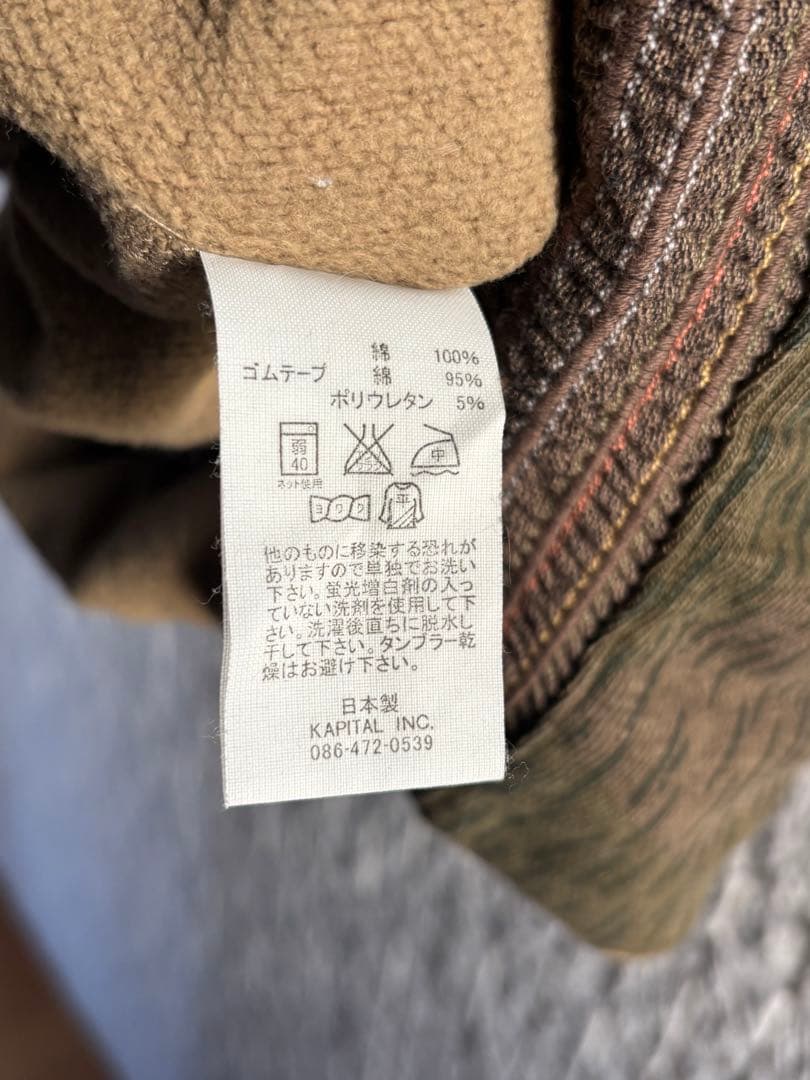 綿 100%
ゴムテープ 綿 95%
ポリウレタン 5%
弱
40
中
ネット使用
ヨワク
平
他のものに移染する恐れが
ありますので単独でお洗い
下さい。蛍光増白剤の入っ
ていない洗剤を使用して下
さい。洗濯後直ちに脱水し
干して下さい。タンブラー乾
燥はお避け下さい。
日本製
KAPITAL INC.
086-472-0539